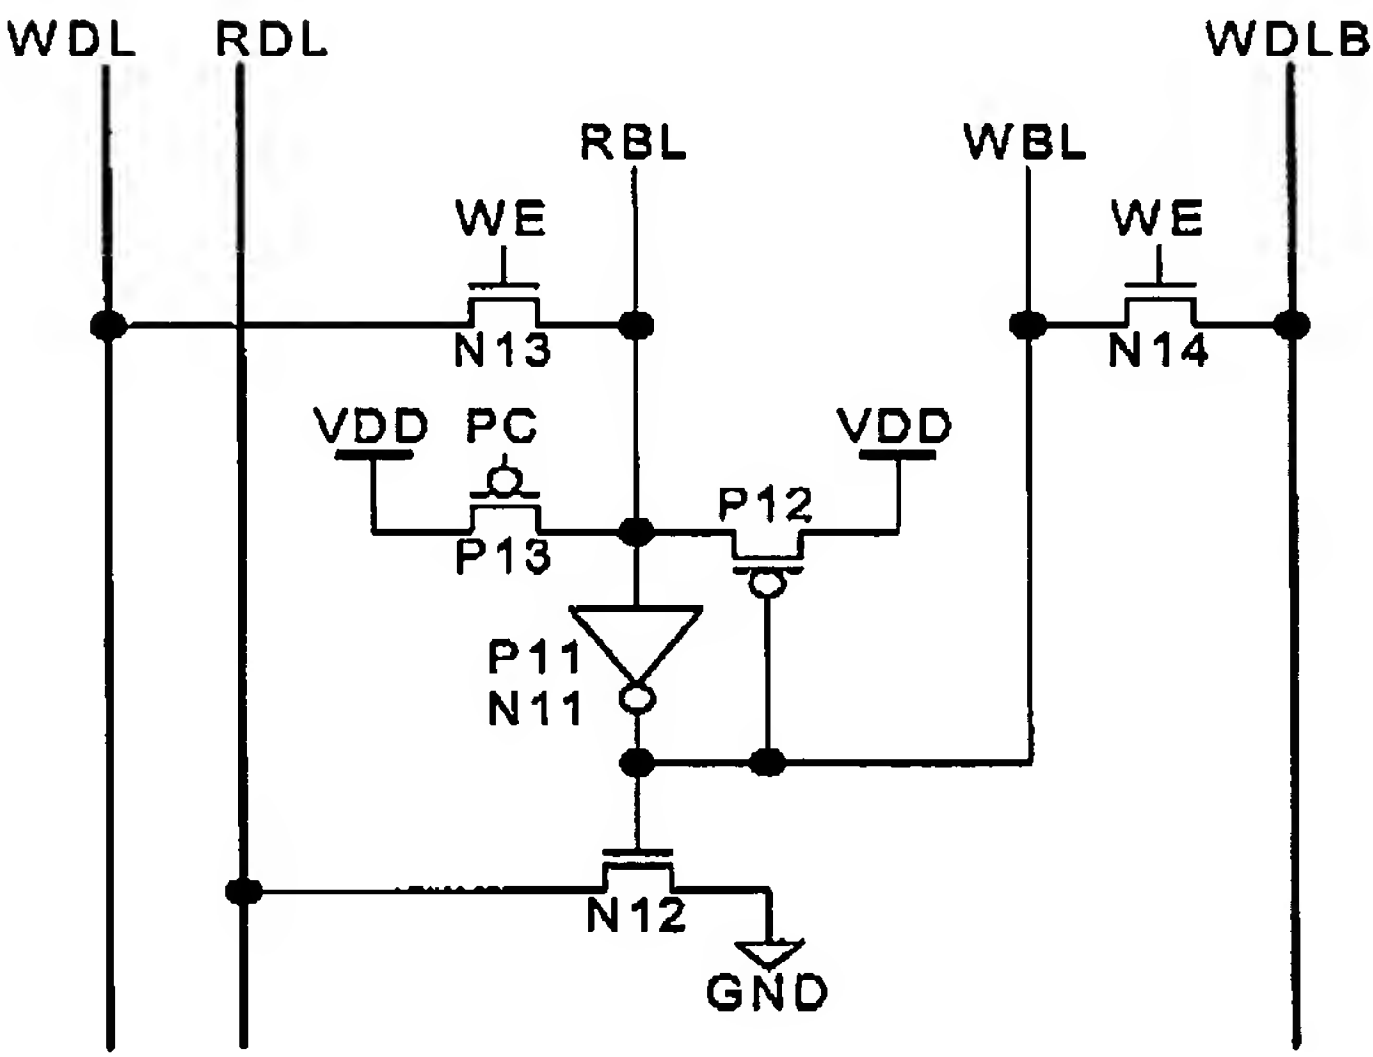 WDL
RDL
WDLB
RBL
WBL
WE
WE
N13
N14
VDD
PC
VDD
P12
P13
P11
N11
N12
GND